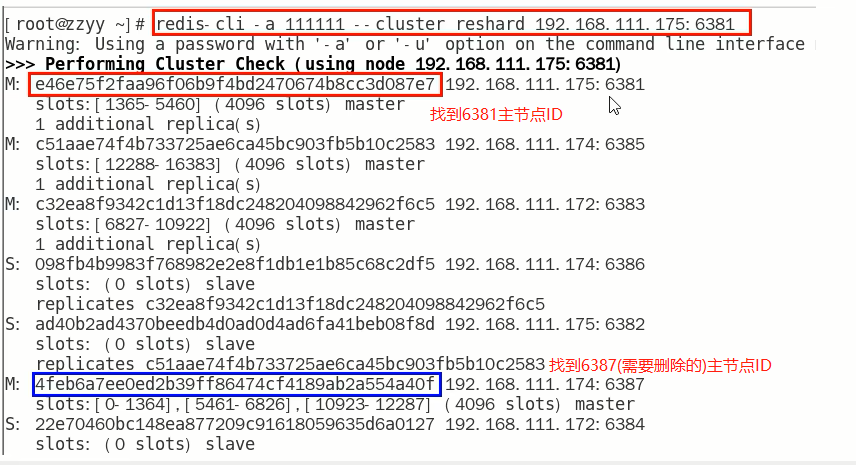 [root@zzyy ~]# redis-cli -a 111111 --cluster reshard 192.168.111.175:6381
Warning: Using a password with '-a' or '-u' option on the command line interface
>>> Performing Cluster Check (using node 192.168.111.175:6381)
M: e46e75f2faa96f06b9f4bd2470674b8cc3d087e7 192.168.111.175:6381
slots:[1365-5460] (4096 slots) master
1 additional replica(s)
找到6381主节点ID
M: c51aae74f4b733725ae6ca45bc903fb5b10c2583 192.168.111.174:6385
slots:[12288-16383] (4096 slots) master
1 additional replica(s)
M: c32ea8f9342c1d13f18dc248204098842962f6c5 192.168.111.172:6383
slots:[6827-10922] (4096 slots) master
1 additional replica(s)
S: 098fb4b9983f768982e2e8f1db1e1b85c68c2df5 192.168.111.174:6386
slots: (0 slots) slave
replicates c32ea8f9342c1d13f18dc248204098842962f6c5
S: ad40b2ad4370beedb4d0ad0d4ad6fa41beb08f8d 192.168.111.175:6382
slots: (0 slots) slave
replicates c51aae74f4b733725ae6ca45bc903fb5b10c2583 找到6387(需要删除的)主节点ID
M: 4feb6a7ee0ed2b39ff86474cf4189ab2a554a40f 192.168.111.174:6387
slots:[0-1364],[5461-6826],[10923-12287] (4096 slots) master
S: 22e70460bc148ea877209c91618059635d6a0127 192.168.111.172:6384
slots: (0 slots) slave